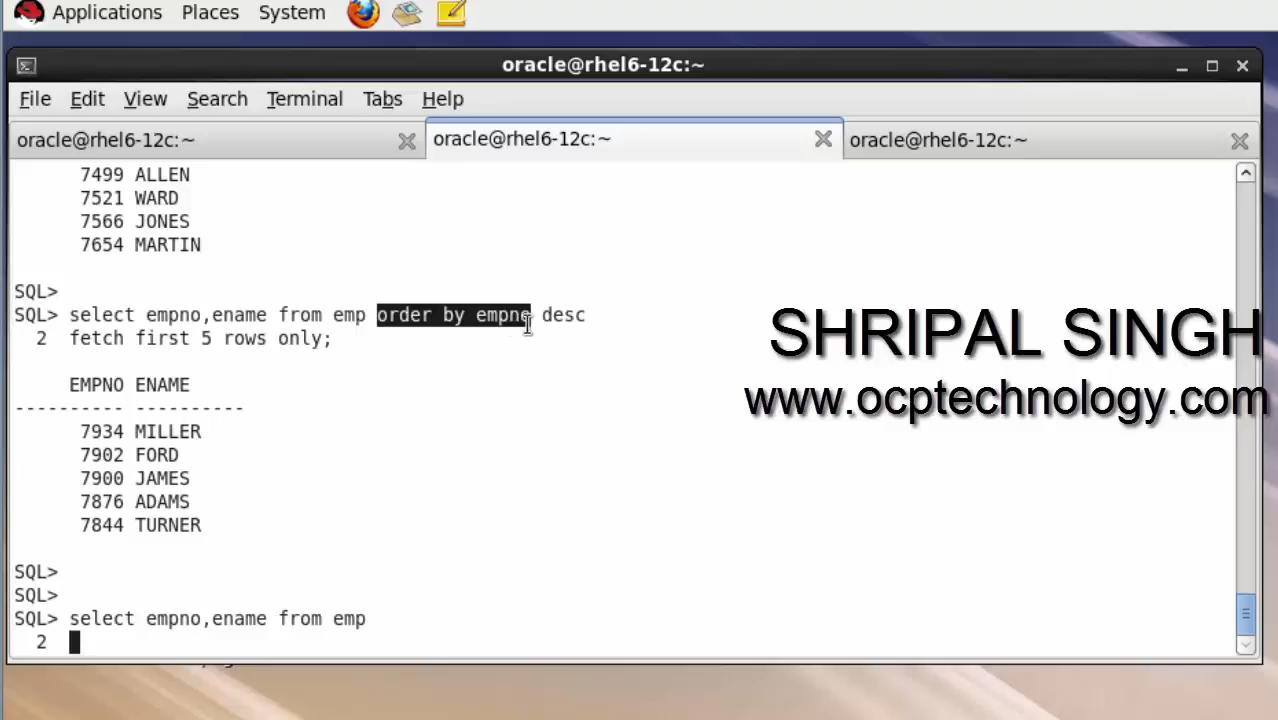 Applications Places System
oracle@rhel6-12c:~
File Edit View Search Terminal Tabs Help
oracle@rhel6-12c:~ oracle@rhel6-12c:~ oracle@rhel6-12c:~
7499 ALLEN
7521 WARD
7566 JONES
7654 MARTIN
SQL>
SQL> select empno,ename from emp order by empno desc
2 fetch first 5 rows only;
EMPNO ENAME
---------- ----------
7934 MILLER
7902 FORD
7900 JAMES
7876 ADAMS
7844 TURNER
SQL>
SQL>
SQL> select empno,ename from emp
2
SHRIPAL SINGH
www.ocptechnology.com